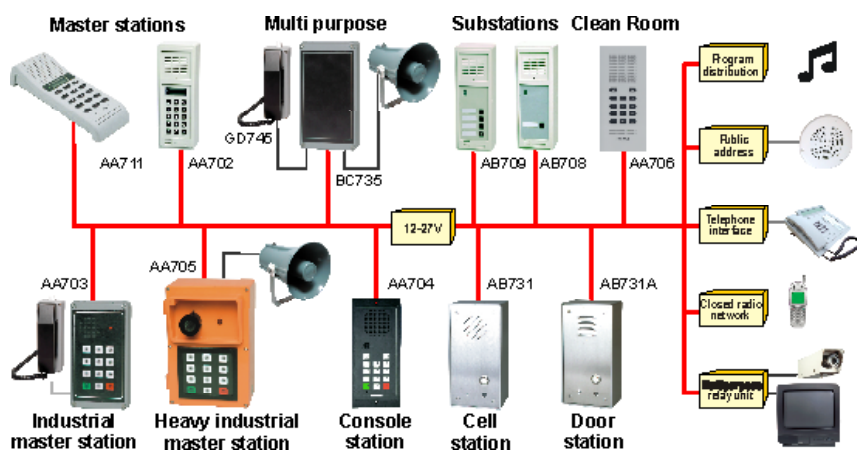 Master stations
Multi purpose
Substations
Clean Room
Program
distribution
GD745
AA711
AA702
BC735
AB709
AB708
AA706
Public
address
12-27V
Telephone
interface
AA703
AA705
AA704
AB731
AB731A
Closed radio
network
relay unit
Industrial
master station
Heavy industrial
master station
Console
station
Cell
station
Door
station